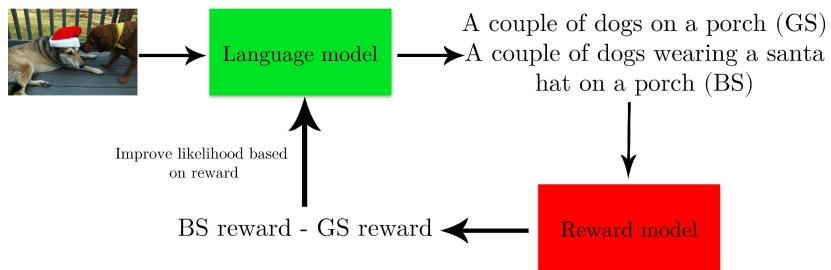 Language model
A couple of dogs on a porch (GS)
A couple of dogs wearing a santa
hat on a porch (BS)
Improve likelihood based
on reward
BS reward - GS reward
Reward model